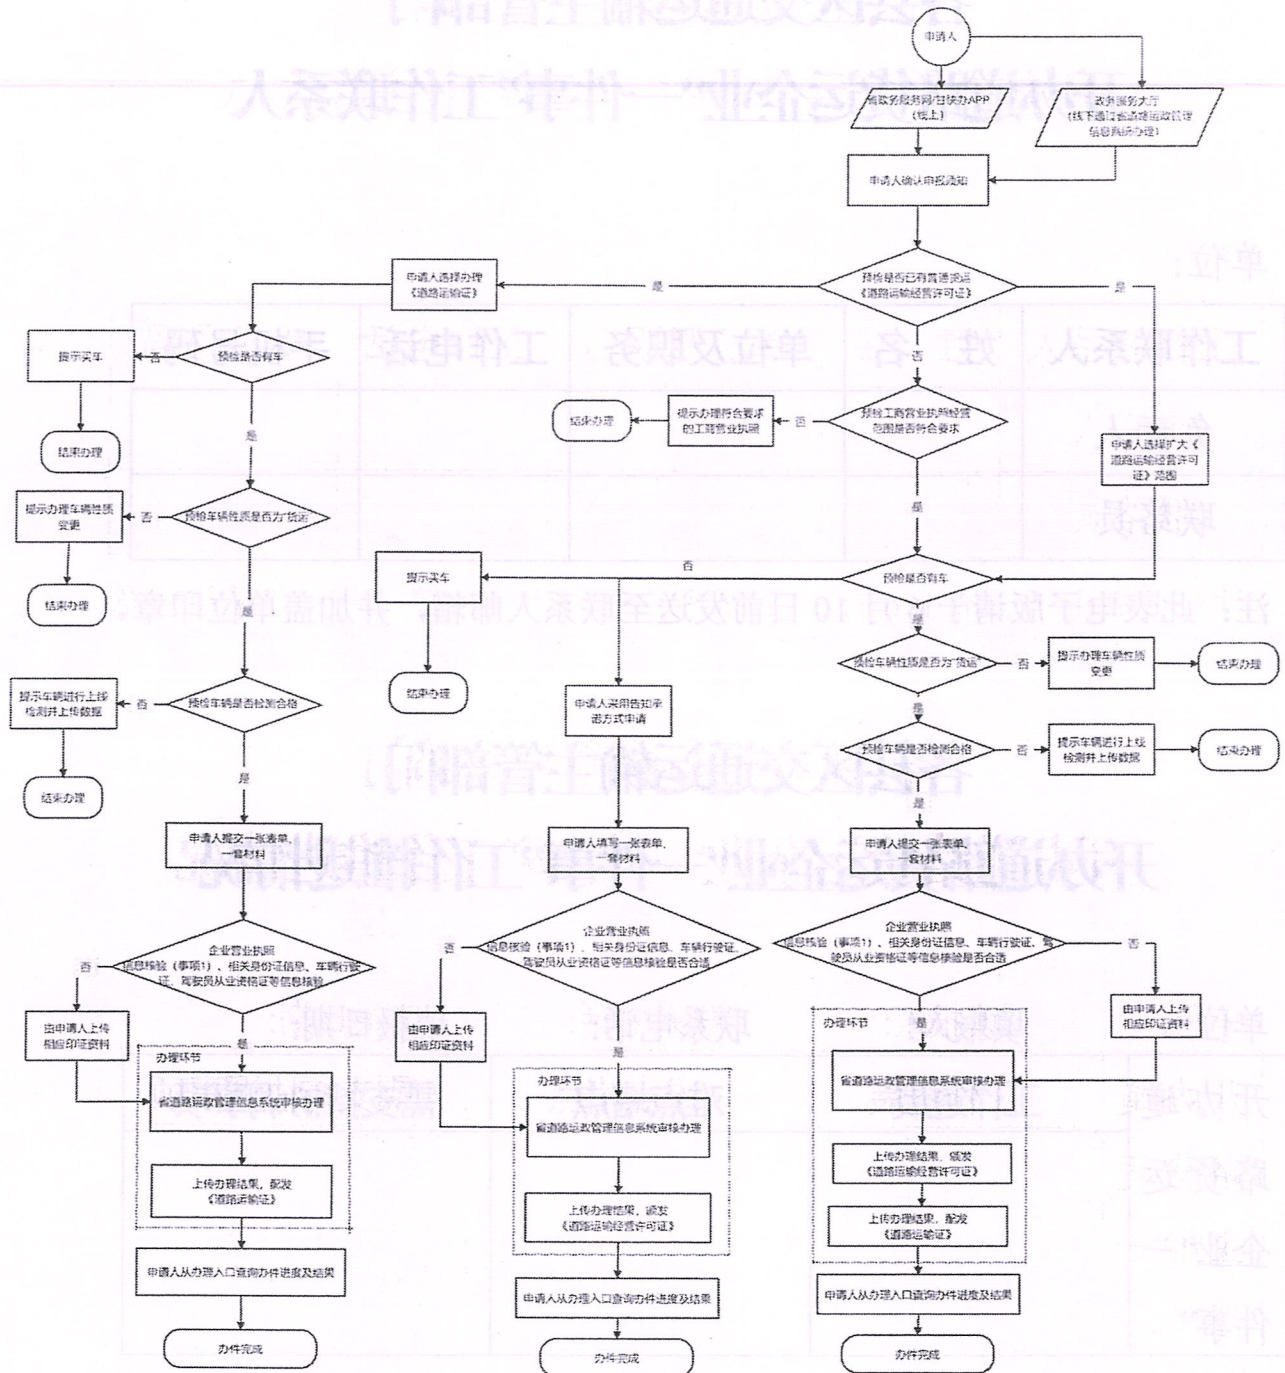 申请人
省政务服务网/甘快办APP
（线上）
政务服务大厅
（线下通过省道路运政管理
信息系统办理）
申请人确认申报须知
预检是否已有普通货运
《道路运输经营许可证》
是
是
否
申请人选择办理
《道路运输证》
预检是否有车
否
提示买车
结束办理
是
预检车辆性质是否为“货运”
否
提示办理车辆性质
变更
结束办理
是
预检车辆是否检测合格
否
提示车辆进行上线
检测并上传数据
结束办理
是
申请人提交一张表单、
一套材料
企业营业执照
信息核验（事项1）、相关身份证信息、车辆行驶
证、驾驶员从业资格证等信息核验
否
由申请人上传
相应印证资料
是
办理环节
省道路运政管理信息系统审核办理
上传办理结果，配发
《道路运输证》
申请人从办理入口查询办件进度及结果
办件完成
预检工商营业执照经营
范围是否符合要求
否
提示办理符合要求
的工商营业执照
结束办理
是
申请人选择扩大《
道路运输经营许可
证》范围
预检是否有车
否
提示买车
结束办理
申请人采用告知承
诺方式申请
申请人填写一张表单、
一套材料
企业营业执照
信息核验（事项1）、相关身份证信息、车辆行驶证、
驾驶员从业资格证等信息核验是否合适
否
由申请人上传
相应印证资料
是
办理环节
省道路运政管理信息系统审核办理
上传办理结果，颁发
《道路运输经营许可证》
申请人从办理入口查询办件进度及结果
办件完成
是
预检车辆性质是否为“货运”
否
提示办理车辆性质
变更
结束办理
是
预检车辆是否检测合格
否
提示车辆进行上线
检测并上传数据
结束办理
是
申请人提交一张表单、
一套材料
企业营业执照
信息核验（事项1）、相关身份证信息、车辆行驶证、驾
驶员从业资格证等信息核验是否合适
否
由申请人上传
相应印证资料
是
办理环节
省道路运政管理信息系统审核办理
上传办理结果，颁发
《道路运输经营许可证》
上传办理结果，配发
《道路运输证》
申请人从办理入口查询办件进度及结果
办件完成